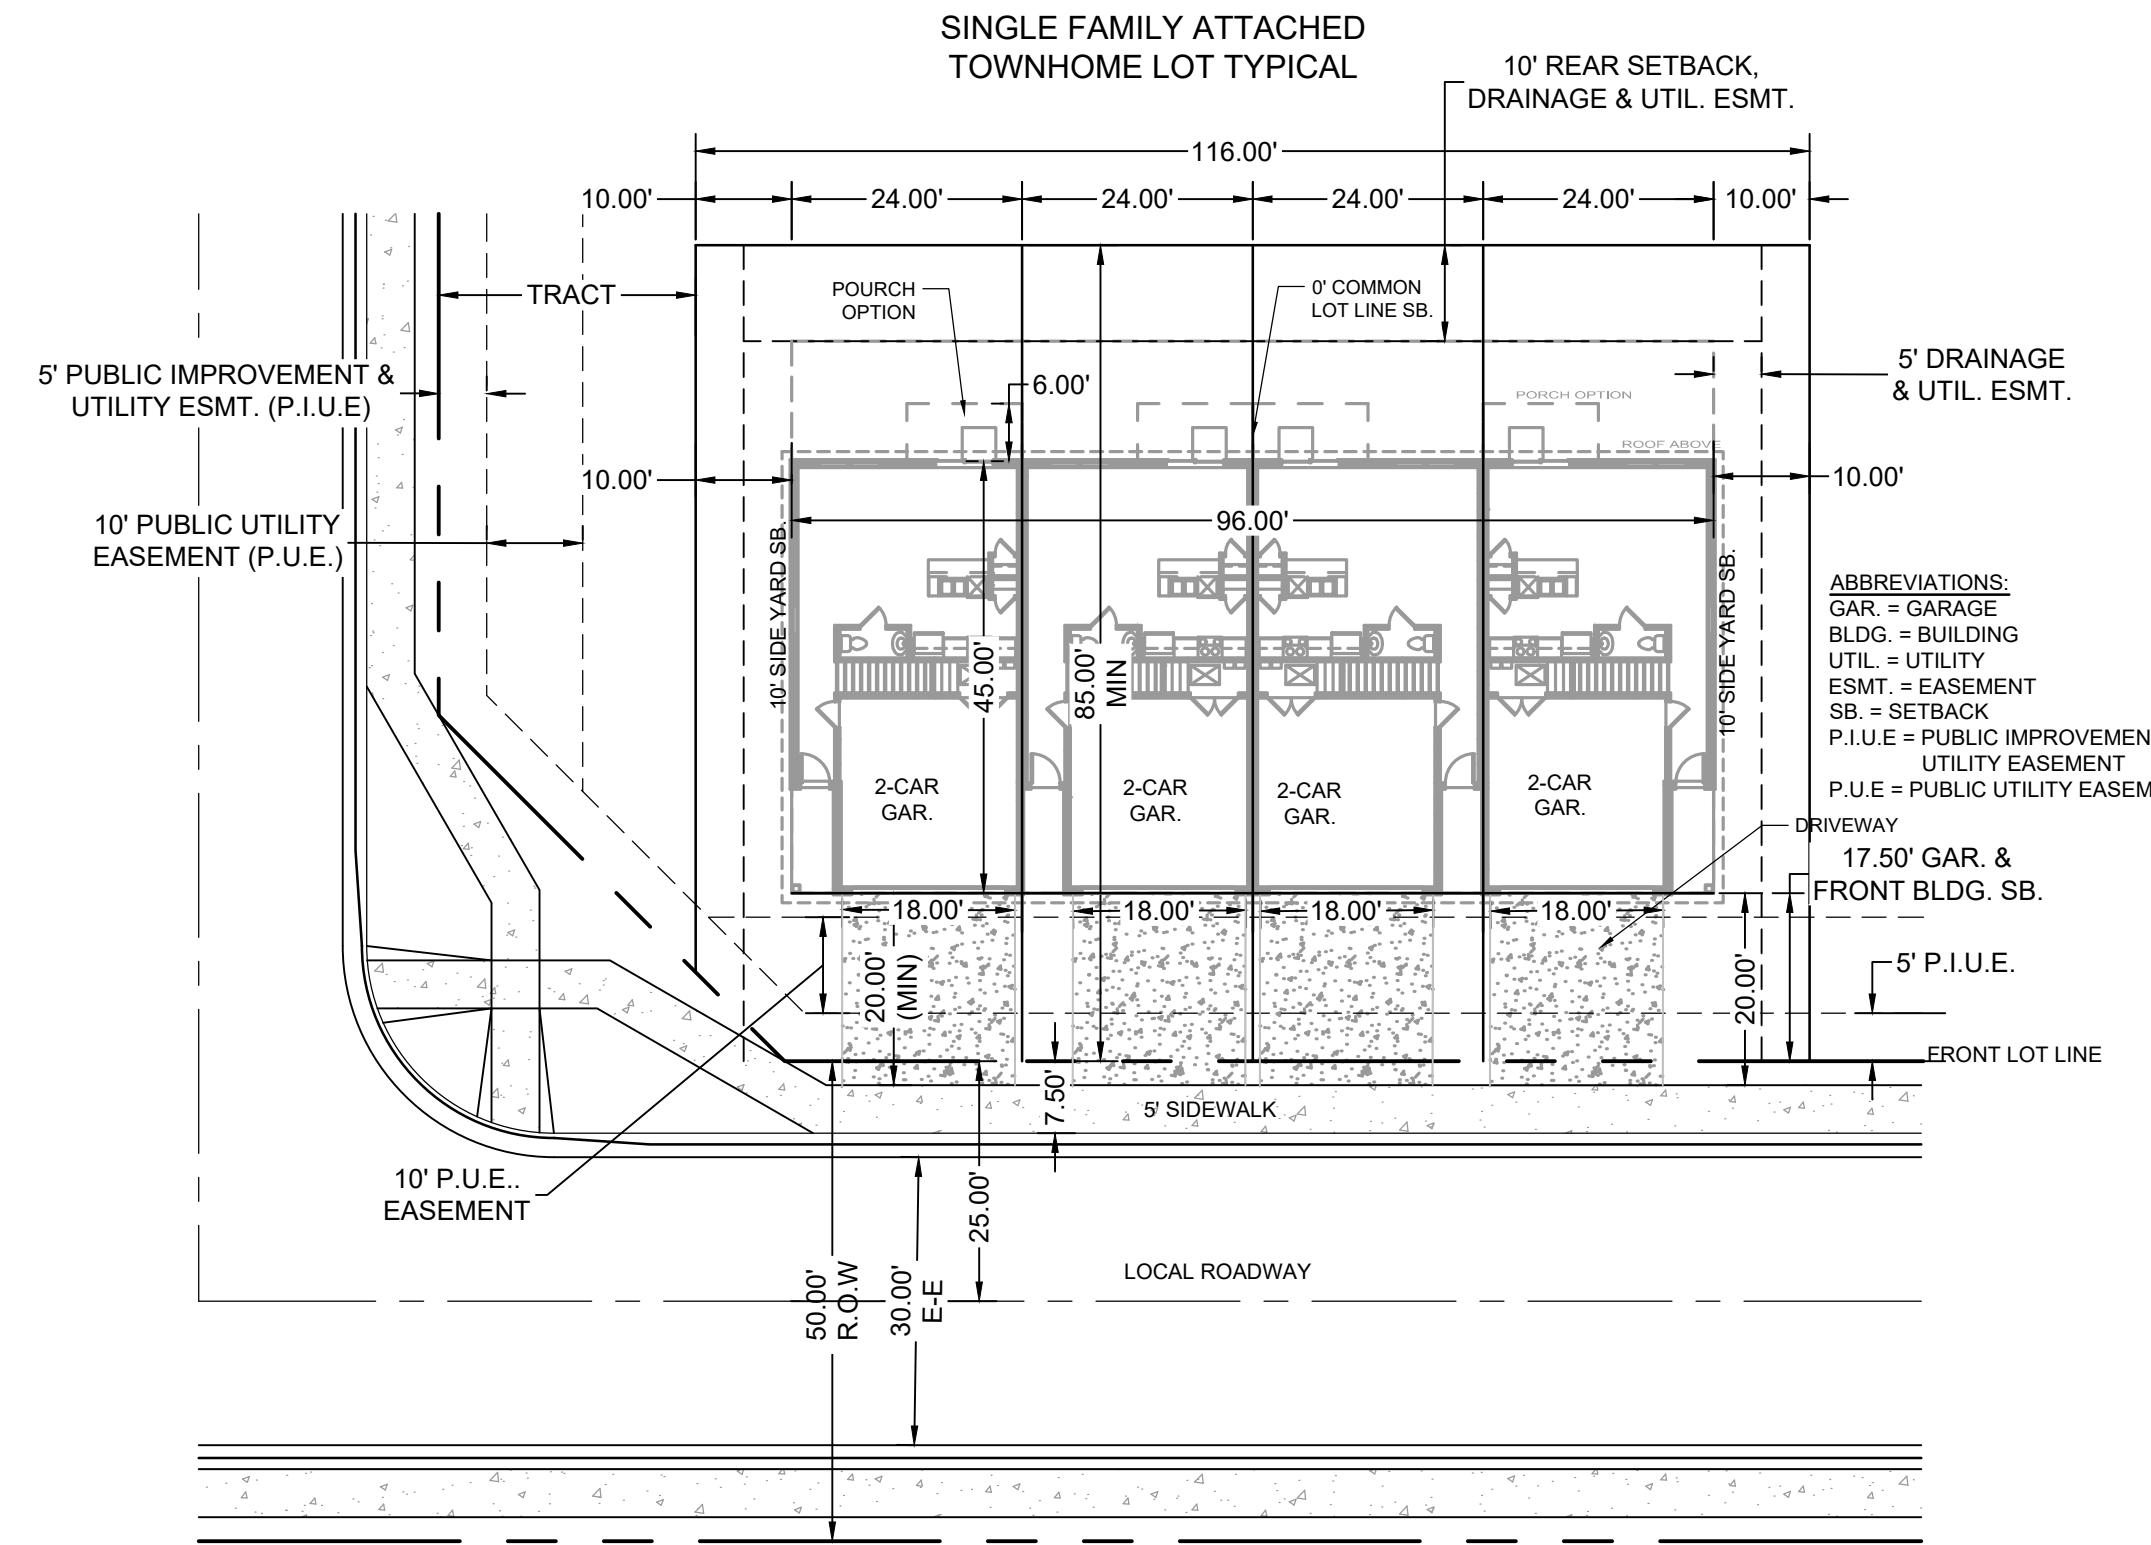 SINGLE FAMILY ATTACHED
TOWNHOME LOT TYPICAL
10' REAR SETBACK,
DRAINAGE & UTIL. ESMT.
116.00'
10.00'
24.00'
24.00'
24.00'
24.00'
10.00'
TRACT
POURCH
OPTION
0' COMMON
LOT LINE SB.
5' PUBLIC IMPROVEMENT &
UTILITY ESMT. (P.I.U.E)
6.00'
PORCH OPTION
5' DRAINAGE
& UTIL. ESMT.
ROOF ABOVE
10.00'
10.00'
96.00'
10' PUBLIC UTILITY
EASEMENT (P.U.E.)
10' SIDE YARD SB.
10' SIDE YARD SB.
45.00'
85.00'
MIN
ABBREVIATIONS:
GAR. = GARAGE
BLDG. = BUILDING
UTIL. = UTILITY
ESMT. = EASEMENT
SB. = SETBACK
P.I.U.E = PUBLIC IMPROVEMEN
UTILITY EASEMENT
P.U.E = PUBLIC UTILITY EASEM
2-CAR
GAR.
2-CAR
GAR.
2-CAR
GAR.
2-CAR
GAR.
DRIVEWAY
17.50' GAR. &
FRONT BLDG. SB.
18.00'
18.00'
18.00'
18.00'
20.00'
(MIN)
20.00'
5' P.I.U.E.
FRONT LOT LINE
7.50'
5' SIDEWALK
10' P.U.E..
EASEMENT
25.00'
LOCAL ROADWAY
50.00'
R.O.W
30.00'
E-E